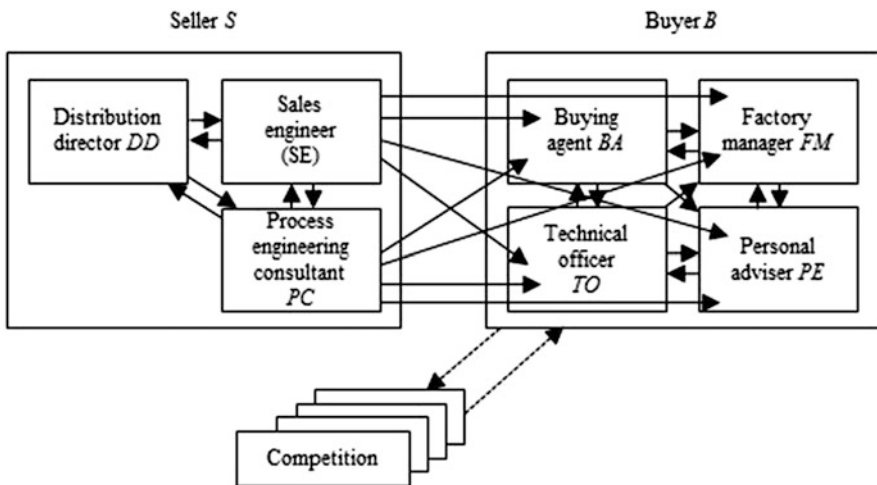 Seller S
Buyer B
Distribution
director DD
Sales
engineer
(SE)
Buying
agent BA
Factory
manager FM
Process
engineering
consultant
PC
Technical
officer
TO
Personal
adviser PE
Competition